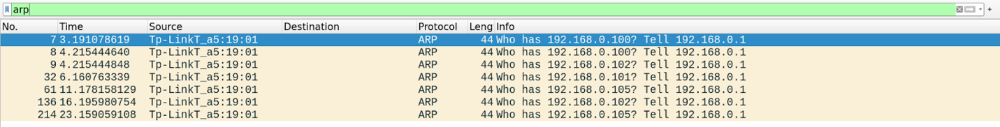 arp
No. Time Source Destination Protocol Leng Info
7 3.191078619 Tp-LinkT_a5:19:01 ARP 44 Who has 192.168.0.100? Tell 192.168.0.1
8 4.215444640 Tp-LinkT_a5:19:01 ARP 44 Who has 192.168.0.100? Tell 192.168.0.1
9 4.215444848 Tp-LinkT_a5:19:01 ARP 44 Who has 192.168.0.102? Tell 192.168.0.1
32 6.160763339 Tp-LinkT_a5:19:01 ARP 44 Who has 192.168.0.101? Tell 192.168.0.1
61 11.178158129 Tp-LinkT_a5:19:01 ARP 44 Who has 192.168.0.105? Tell 192.168.0.1
136 16.195980754 Tp-LinkT_a5:19:01 ARP 44 Who has 192.168.0.102? Tell 192.168.0.1
214 23.159059108 Tp-LinkT_a5:19:01 ARP 44 Who has 192.168.0.105? Tell 192.168.0.1